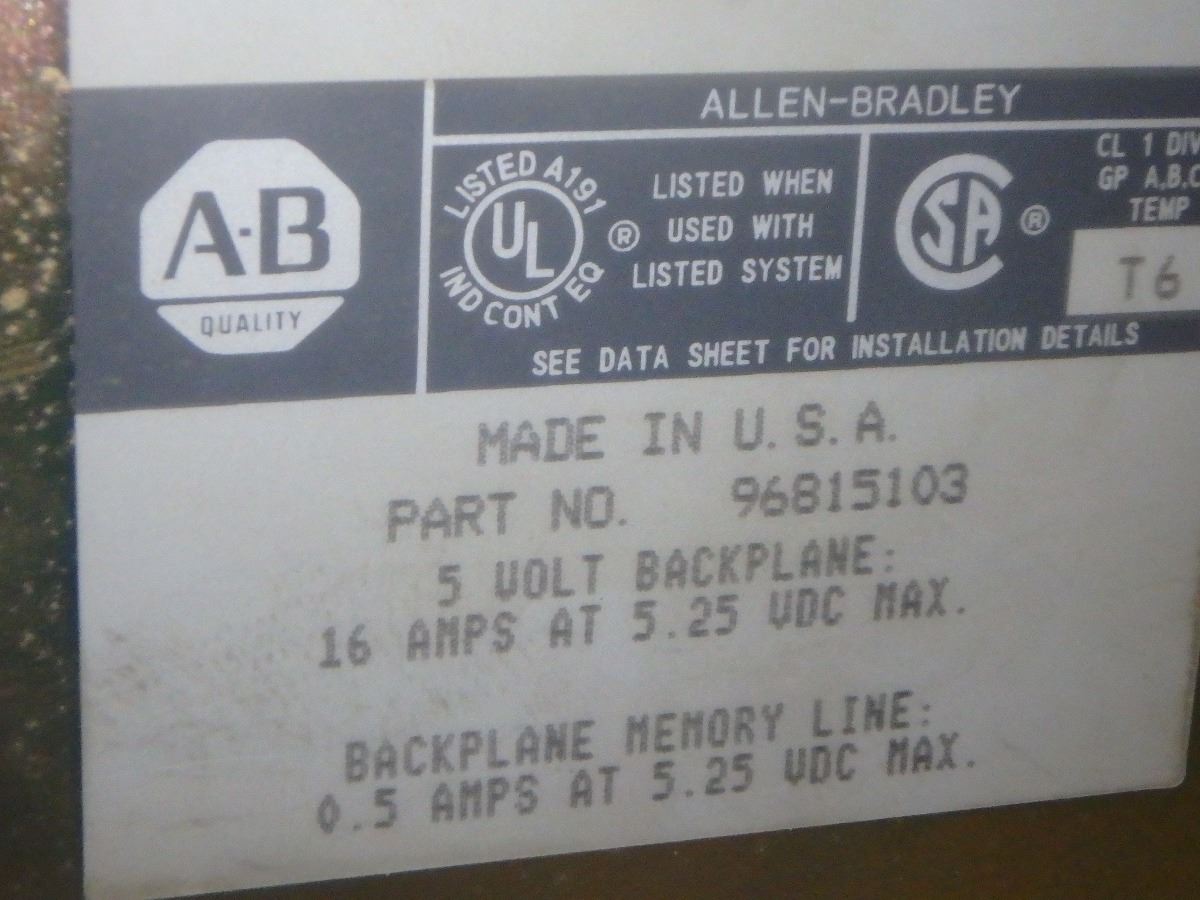 ALLEN-BRADLEY
A-B
QUALITY
LISTED A191
UL
IND CONT EQ
®
LISTED WHEN
USED WITH
LISTED SYSTEM
SA
®
CL 1 DIV
GP A,B,C
TEMP
T6
SEE DATA SHEET FOR INSTALLATION DETAILS
MADE IN U.S.A.
PART NO. 96815103
5 VOLT BACKPLANE:
16 AMPS AT 5.25 VDC MAX.
BACKPLANE MEMORY LINE:
0.5 AMPS AT 5.25 VDC MAX.